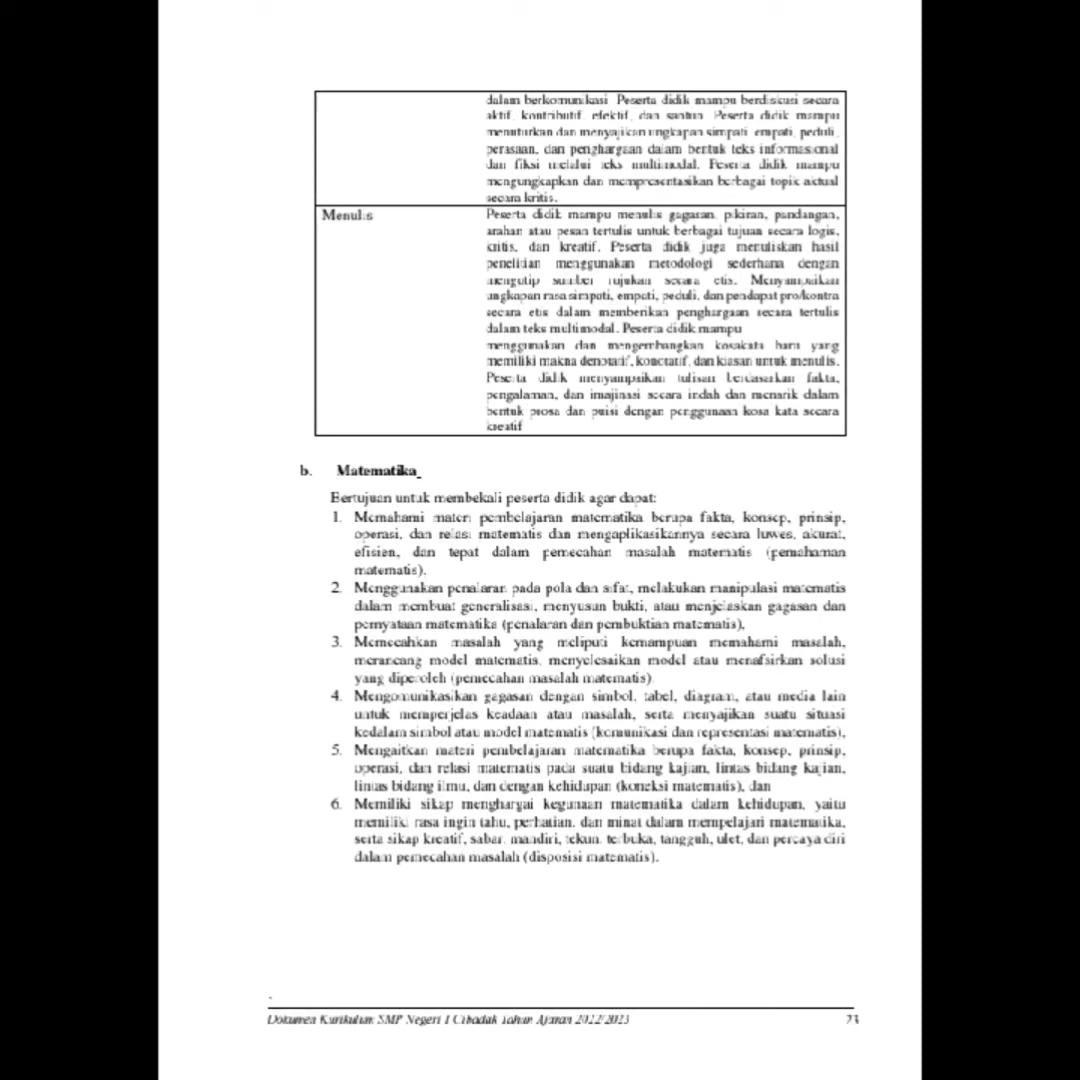 dalam berkomunikasi. Peserta didik mampu berdiskusi secara
aktif, kontributif, efektif, dan santun. Peserta didik mampu
menuturkan dan menyajikan ungkapan simpati, empati, peduli,
perasaan, dan penghargaan dalam bentuk teks informasional
dan fiksi melalui teks multimodal. Peserta didik mampu
mengungkapkan dan mempresentasikan berbagai topik aktual
secara kritis.
Menulis
Peserta didik mampu menulis gagasan, pikiran, pandangan,
arahan atau pesan tertulis untuk berbagai tujuan secara logis,
kritis, dan kreatif. Peserta didik juga menuliskan hasil
penelitian menggunakan metodologi sederhana dengan
mengutip sumber rujukan secara etis. Menyampaikan
ungkapan rasa simpati, empati, peduli, dan pendapat pro/kontra
secara etis dalam memberikan penghargaan secara tertulis
dalam teks multimodal. Peserta didik mampu
menggunakan dan mengembangkan kosakata baru yang
memiliki makna denotatif, konotatif, dan kiasan untuk menulis.
Peserta didik menyampaikan tulisan berdasarkan fakta,
pengalaman, dan imajinasi secara indah dan menarik dalam
bentuk prosa dan puisi dengan penggunaan kosa kata secara
kreatif
b. Matematika
Bertujuan untuk membekali peserta didik agar dapat:
1. Memahami materi pembelajaran matematika berupa fakta, konsep, prinsip,
operasi, dan relasi matematis dan mengaplikasikannya secara luwes, akurat,
efisien, dan tepat dalam pemecahan masalah matematis (pemahaman
matematis).
2. Menggunakan penalaran pada pola dan sifat, melakukan manipulasi matematis
dalam membuat generalisasi, menyusun bukti, atau menjelaskan gagasan dan
pernyataan matematika (penalaran dan pembuktian matematis),
3. Memecahkan masalah yang meliputi kemampuan memahami masalah,
merancang model matematis, menyelesaikan model atau menafsirkan solusi
yang diperoleh (pemecahan masalah matematis).
4. Mengomunikasikan gagasan dengan simbol, tabel, diagram, atau media lain
untuk memperjelas keadaan atau masalah, serta menyajikan suatu situasi
kedalam simbol atau model matematis (komunikasi dan representasi matematis),
5. Mengaitkan materi pembelajaran matematika berupa fakta, konsep, prinsip,
operasi, dan relasi matematis pada suatu bidang kajian, lintas bidang kajian,
lintas bidang ilmu, dan dengan kehidupan (koneksi matematis), dan
6. Memiliki sikap menghargai kegunaan matematika dalam kehidupan, yaitu
memiliki rasa ingin tahu, perhatian, dan minat dalam mempelajari matematika,
serta sikap kreatif, sabar, mandiri, tekun, terbuka, tangguh, ulet, dan percaya diri
dalam pemecahan masalah (disposisi matematis).
Dokumen Kurikulum SMP Negeri 1 Cibadak Tahun Ajaran 2022/2023 23